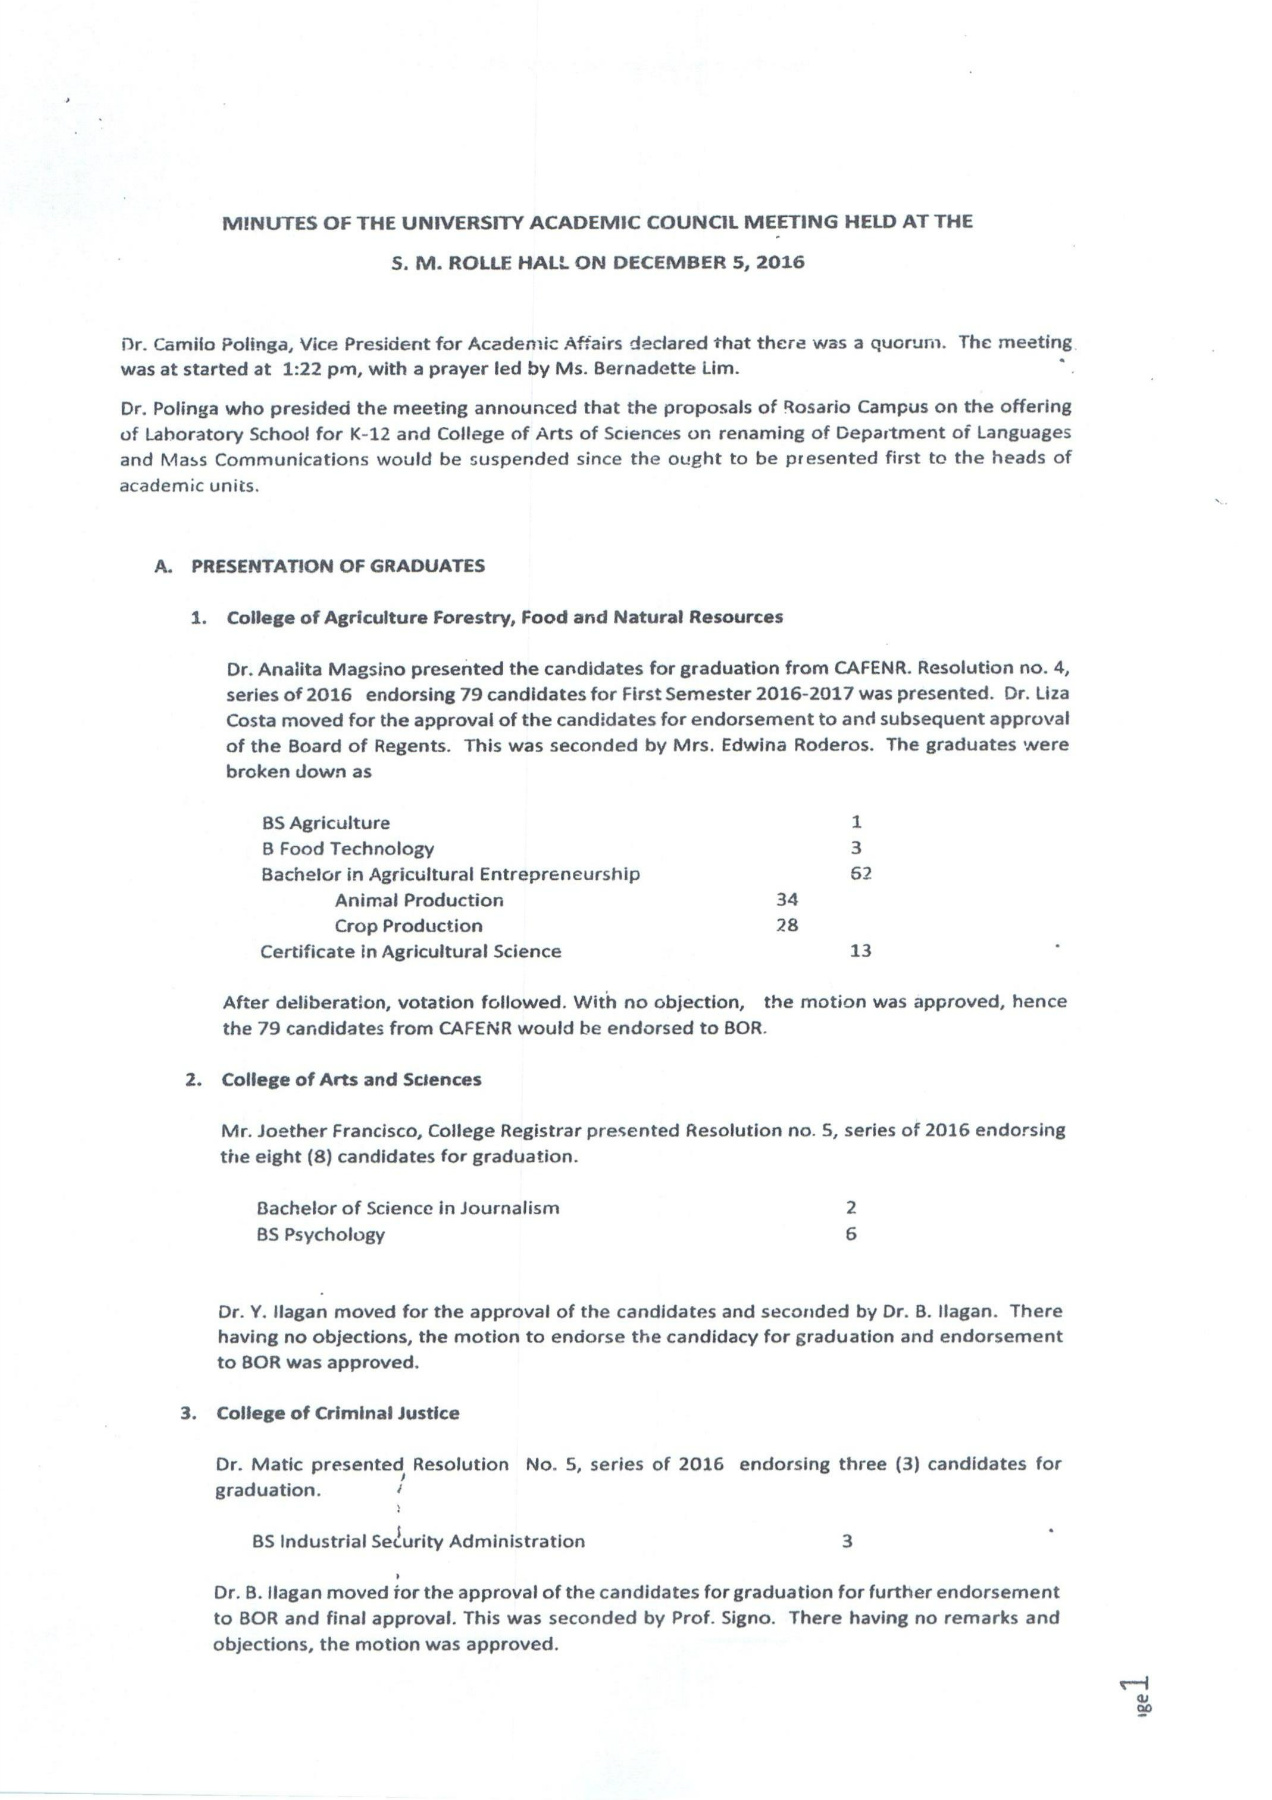 MINUTES OF THE UNIVERSITY ACADEMIC COUNCIL MEETING HELD AT THE
S. M. ROLLE HALL ON DECEMBER 5, 2016
Dr. Camilo Polinga, Vice President for Academic Affairs declared that there was a quorum. The meeting
was at started at 1:22 pm, with a prayer led by Ms. Bernadette Lim.
Dr. Polinga who presided the meeting announced that the proposals of Rosario Campus on the offering
of Laboratory School for K-12 and College of Arts of Sciences on renaming of Department of Languages
and Mass Communications would be suspended since the ought to be presented first to the heads of
academic units.
A. PRESENTATION OF GRADUATES
1. College of Agriculture Forestry, Food and Natural Resources
Dr. Analita Magsino presented the candidates for graduation from CAFENR. Resolution no. 4,
series of 2016 endorsing 79 candidates for First Semester 2016-2017 was presented. Dr. Liza
Costa moved for the approval of the candidates for endorsement to and subsequent approval
of the Board of Regents. This was seconded by Mrs. Edwina Roderos. The graduates were
broken down as
BS Agriculture 1
B Food Technology 3
Bachelor in Agricultural Entrepreneurship 62
Animal Production 34
Crop Production 28
Certificate in Agricultural Science 13
After deliberation, votation followed. With no objection, the motion was approved, hence
the 79 candidates from CAFENR would be endorsed to BOR.
2. College of Arts and Sciences
Mr. Joether Francisco, College Registrar presented Resolution no. 5, series of 2016 endorsing
the eight (8) candidates for graduation.
Bachelor of Science in Journalism 2
BS Psychology 6
Dr. Y. Ilagan moved for the approval of the candidates and seconded by Dr. B. Ilagan. There
having no objections, the motion to endorse the candidacy for graduation and endorsement
to BOR was approved.
3. College of Criminal Justice
Dr. Matic presented Resolution No. 5, series of 2016 endorsing three (3) candidates for
graduation.
BS Industrial Security Administration 3
Dr. B. Ilagan moved for the approval of the candidates for graduation for further endorsement
to BOR and final approval. This was seconded by Prof. Signo. There having no remarks and
objections, the motion was approved.
ge 1